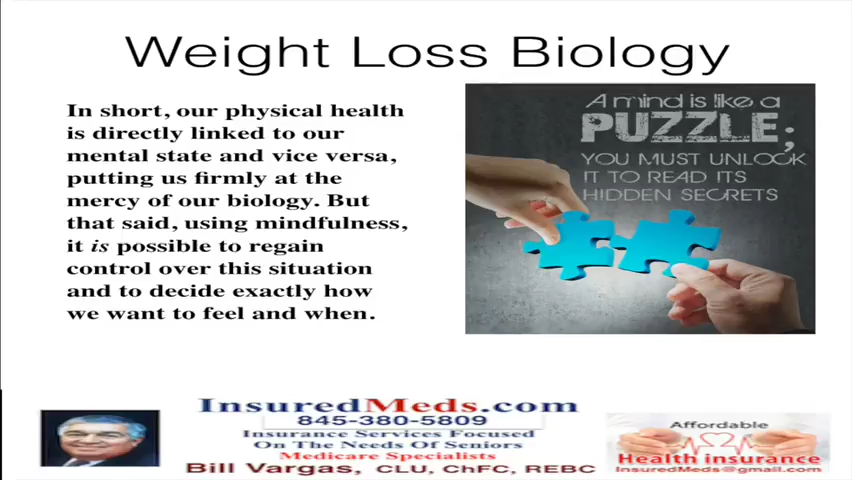 Weight Loss Biology
In short, our physical health
is directly linked to our
mental state and vice versa,
putting us firmly at the
mercy of our biology. But
that said, using mindfulness,
it is possible to regain
control over this situation
and to decide exactly how
we want to feel and when.
A mind is like a
PUZZLE;
YOU MUST UNLOCK
IT TO READ ITS
HIDDEN SECRETS
InsuredMeds.com
845-380-5809
Insurance Services Focused
On The Needs Of Seniors
Medicare Specialists
Bill Vargas, CLU, ChFC, REBC
Affordable
Health insurance
InsuredMeds@gmail.com